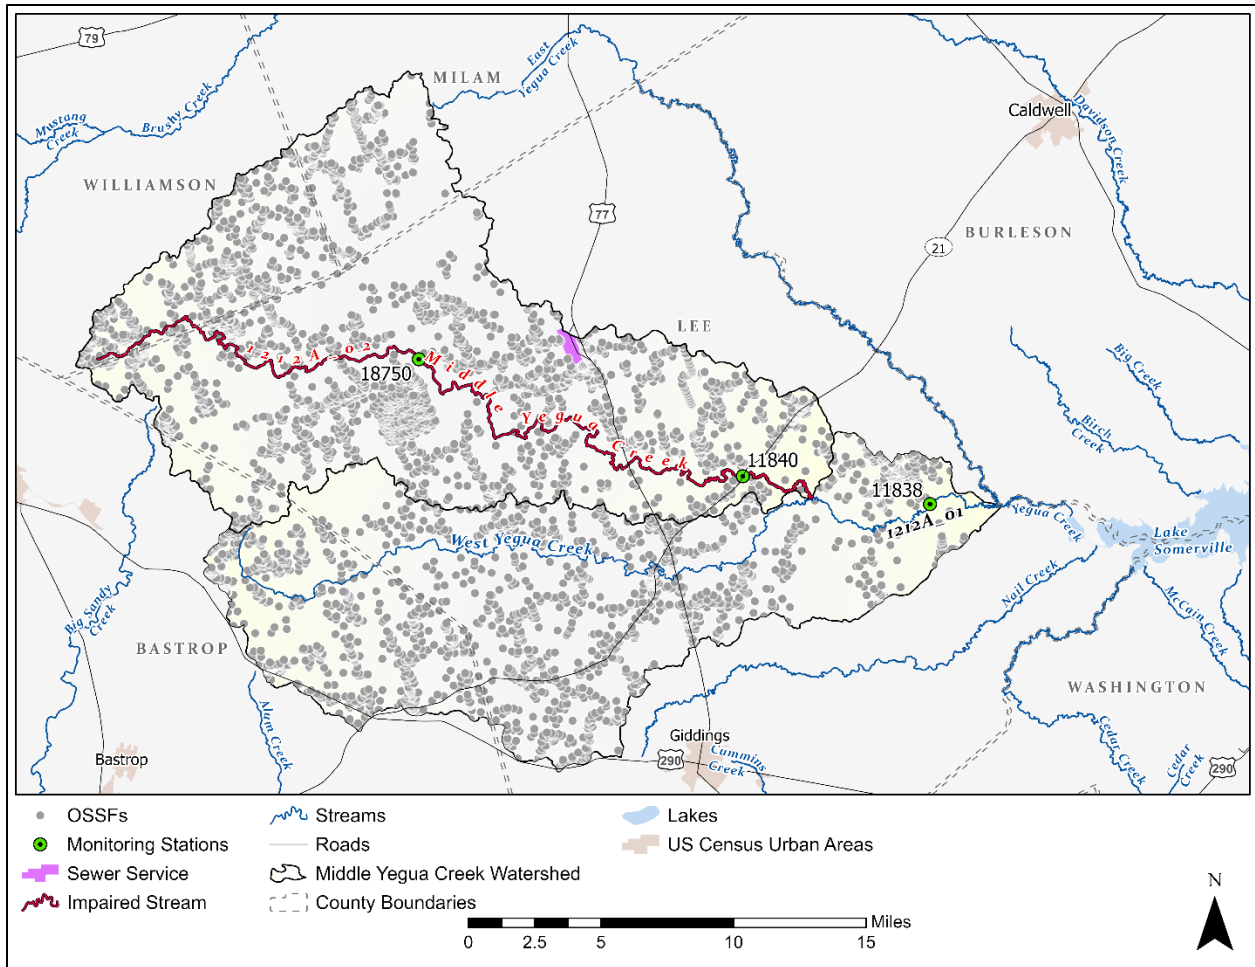 79
MILAM
East
Yegua Creek
Mustang
Creek
Brushy Creek
Caldwell
Davidson Creek
WILLIAMSON
77
21
BURLESON
LEE
1212A_02
Middle Yegua Creek
18750
Big Creek
Birch
Creek
11840
11838
1212A_01
Yegua Creek
Lake
Somerville
West Yegua Creek
Nail Creek
McCain Creek
Big Sandy
Creek
BASTROP
WASHINGTON
Alum Creek
Giddings
290
Cummins
Creek
Bastrop
Cedar Creek
Cedar
Creek
290
OSSFs
Streams
Lakes
Monitoring Stations
Roads
US Census Urban Areas
Sewer Service
Middle Yegua Creek Watershed
Impaired Stream
County Boundaries
N
Miles
0 2.5 5 10 15